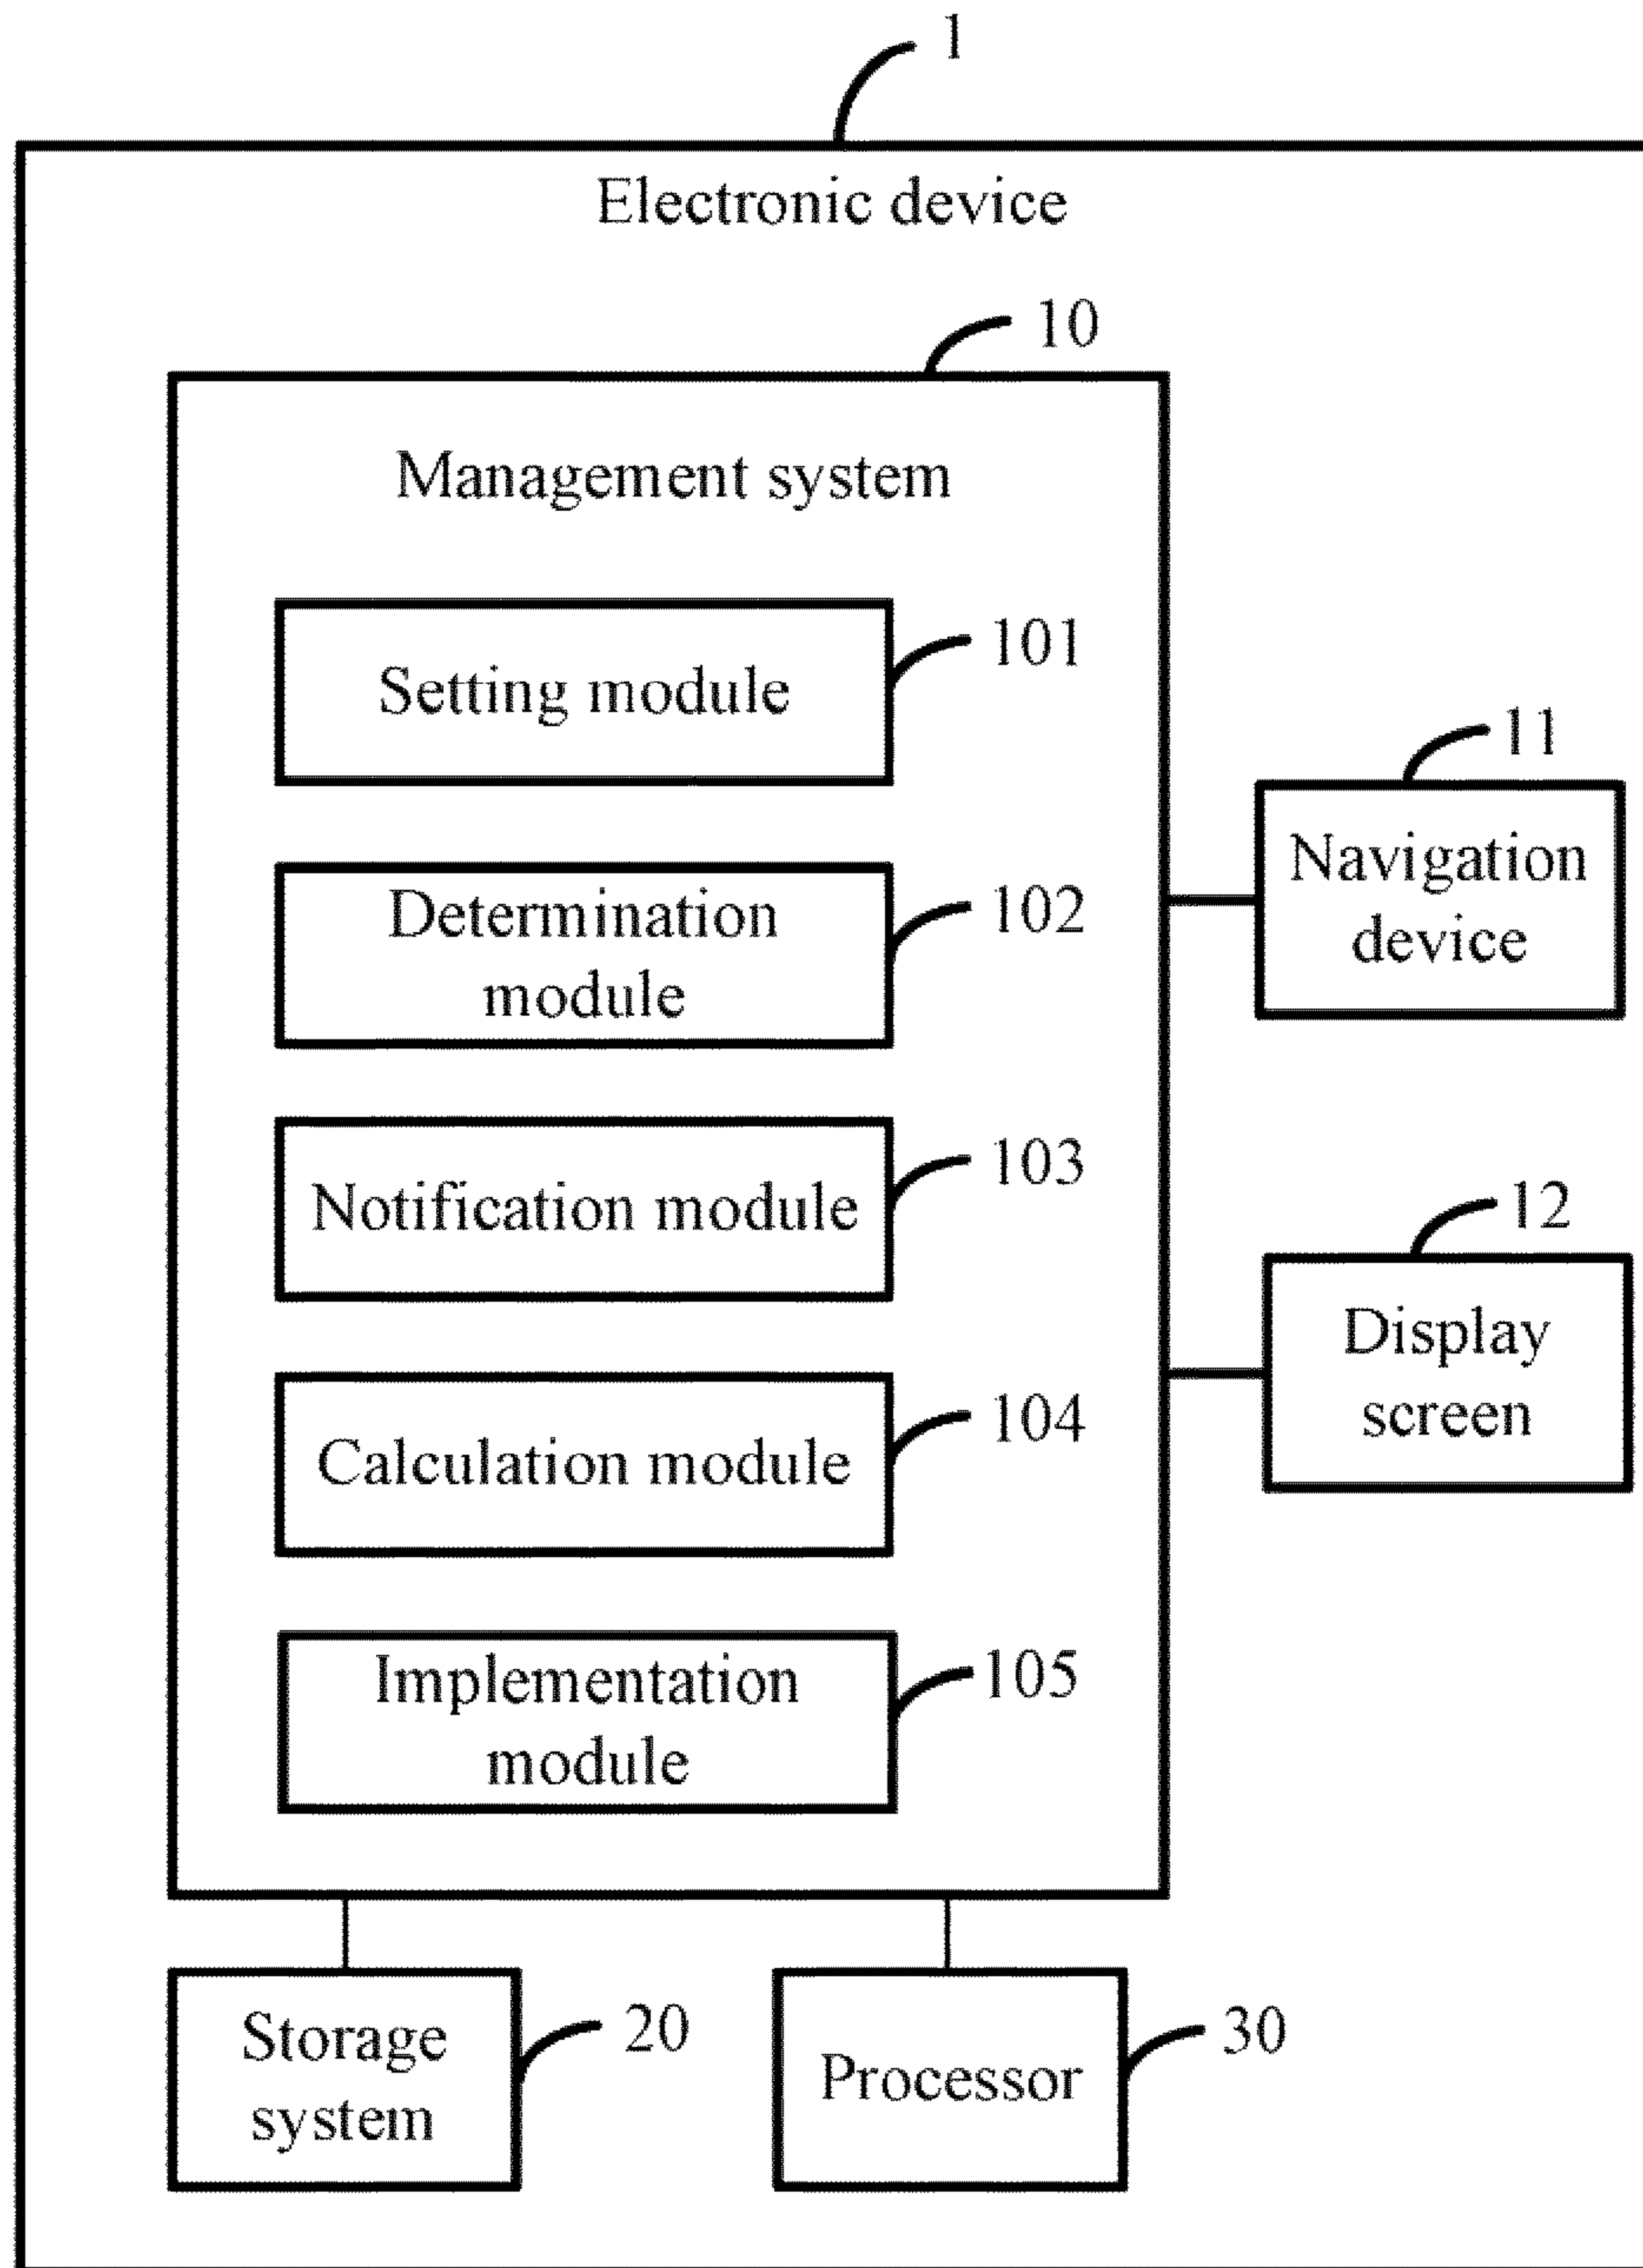 1
Electronic device
10
Management system
Setting module
101
Determination
module
102
Notification module
103
Calculation module
104
Implementation
module
105
11
Navigation
device
12
Display
screen
Storage
system
20
Processor
30